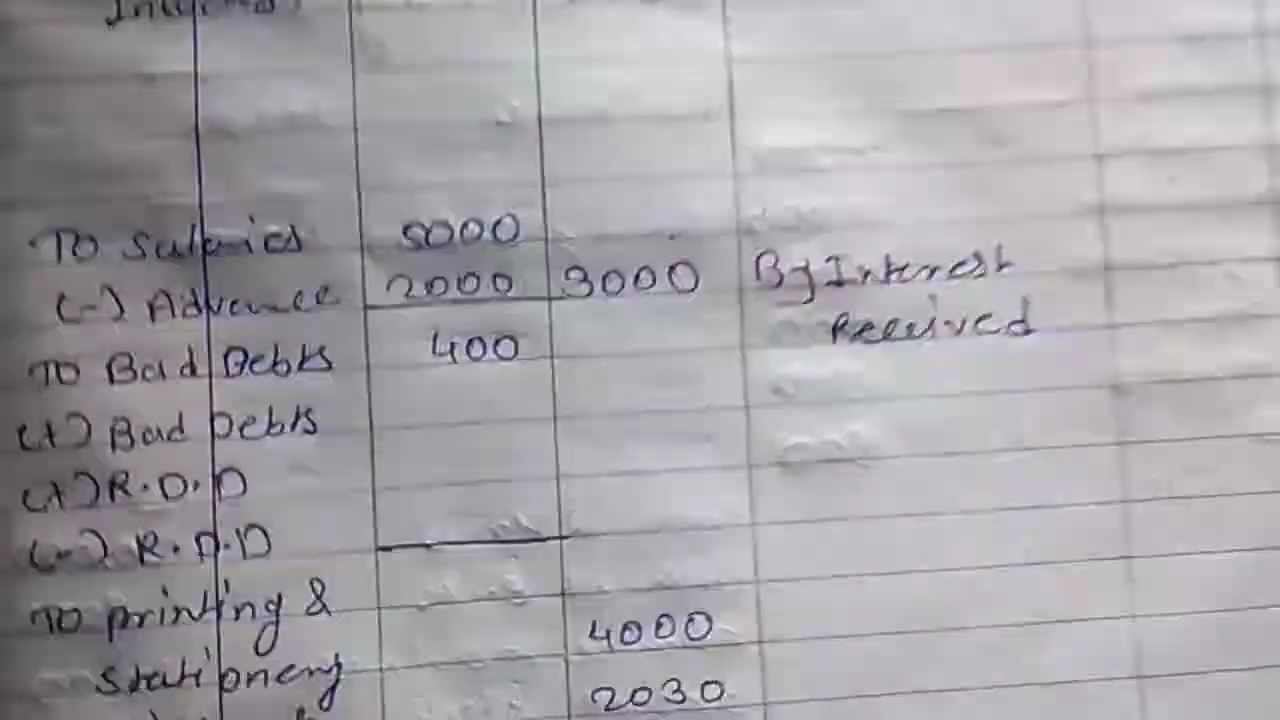 To Salaries 5000
(-) Advance 2000 3000 By Interest
Received
To Bad Debts 400
(+) Bad Debts
(+) R.D.D
(-) R.D.D
To printing &
4000
Stationery
2030